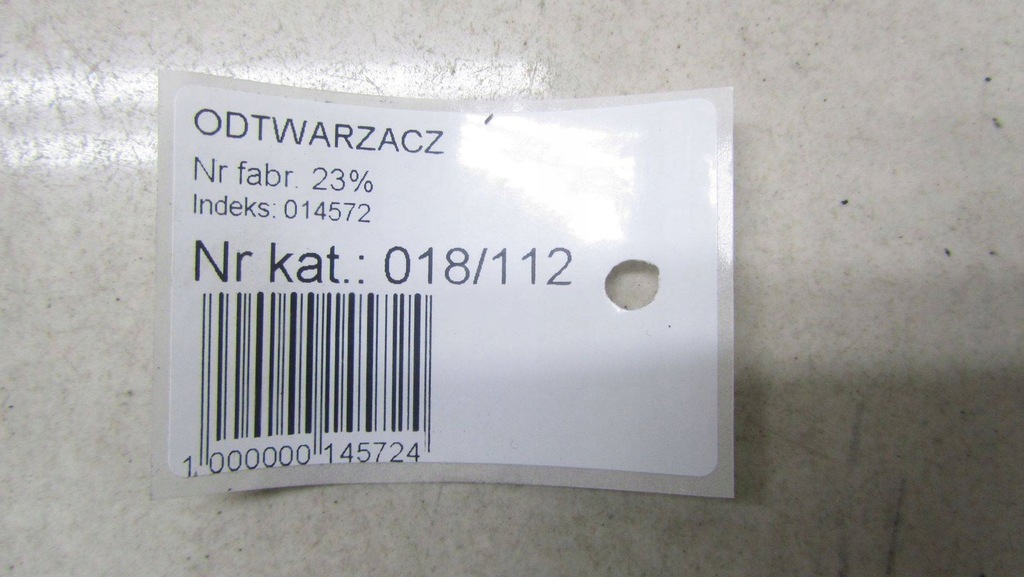 ODTWARZACZ
Nr fabr. 23%
Indeks: 014572
Nr kat.: 018/112
1 000000 145724